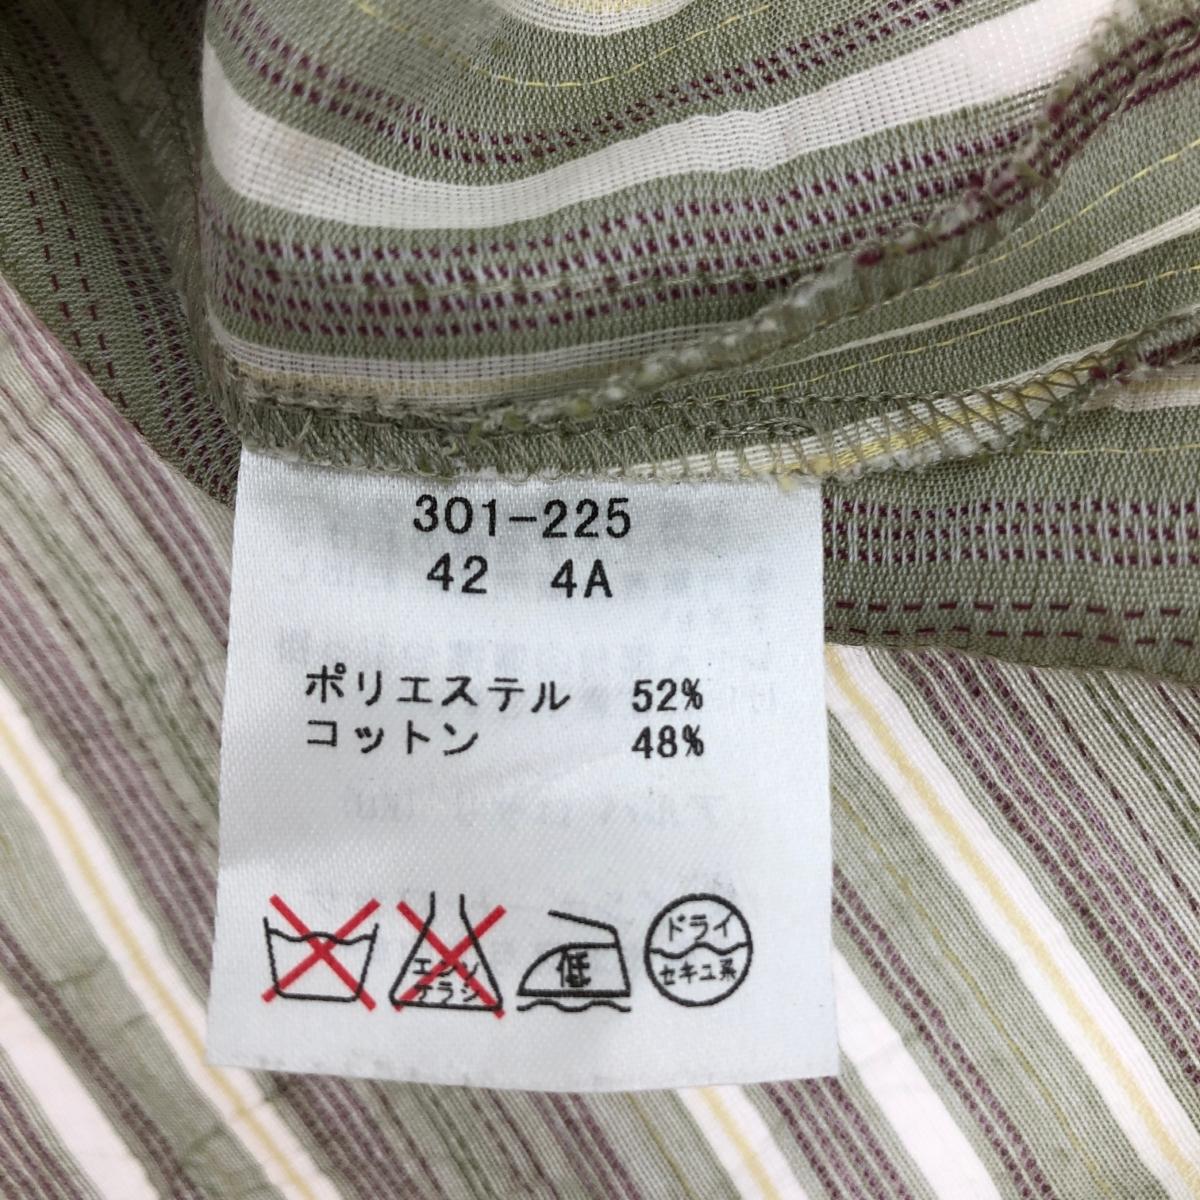 301-225
42 4A
ポリエステル 52%
コットン 48%
エンソ
サラシ
低
ドライ
セキユ系